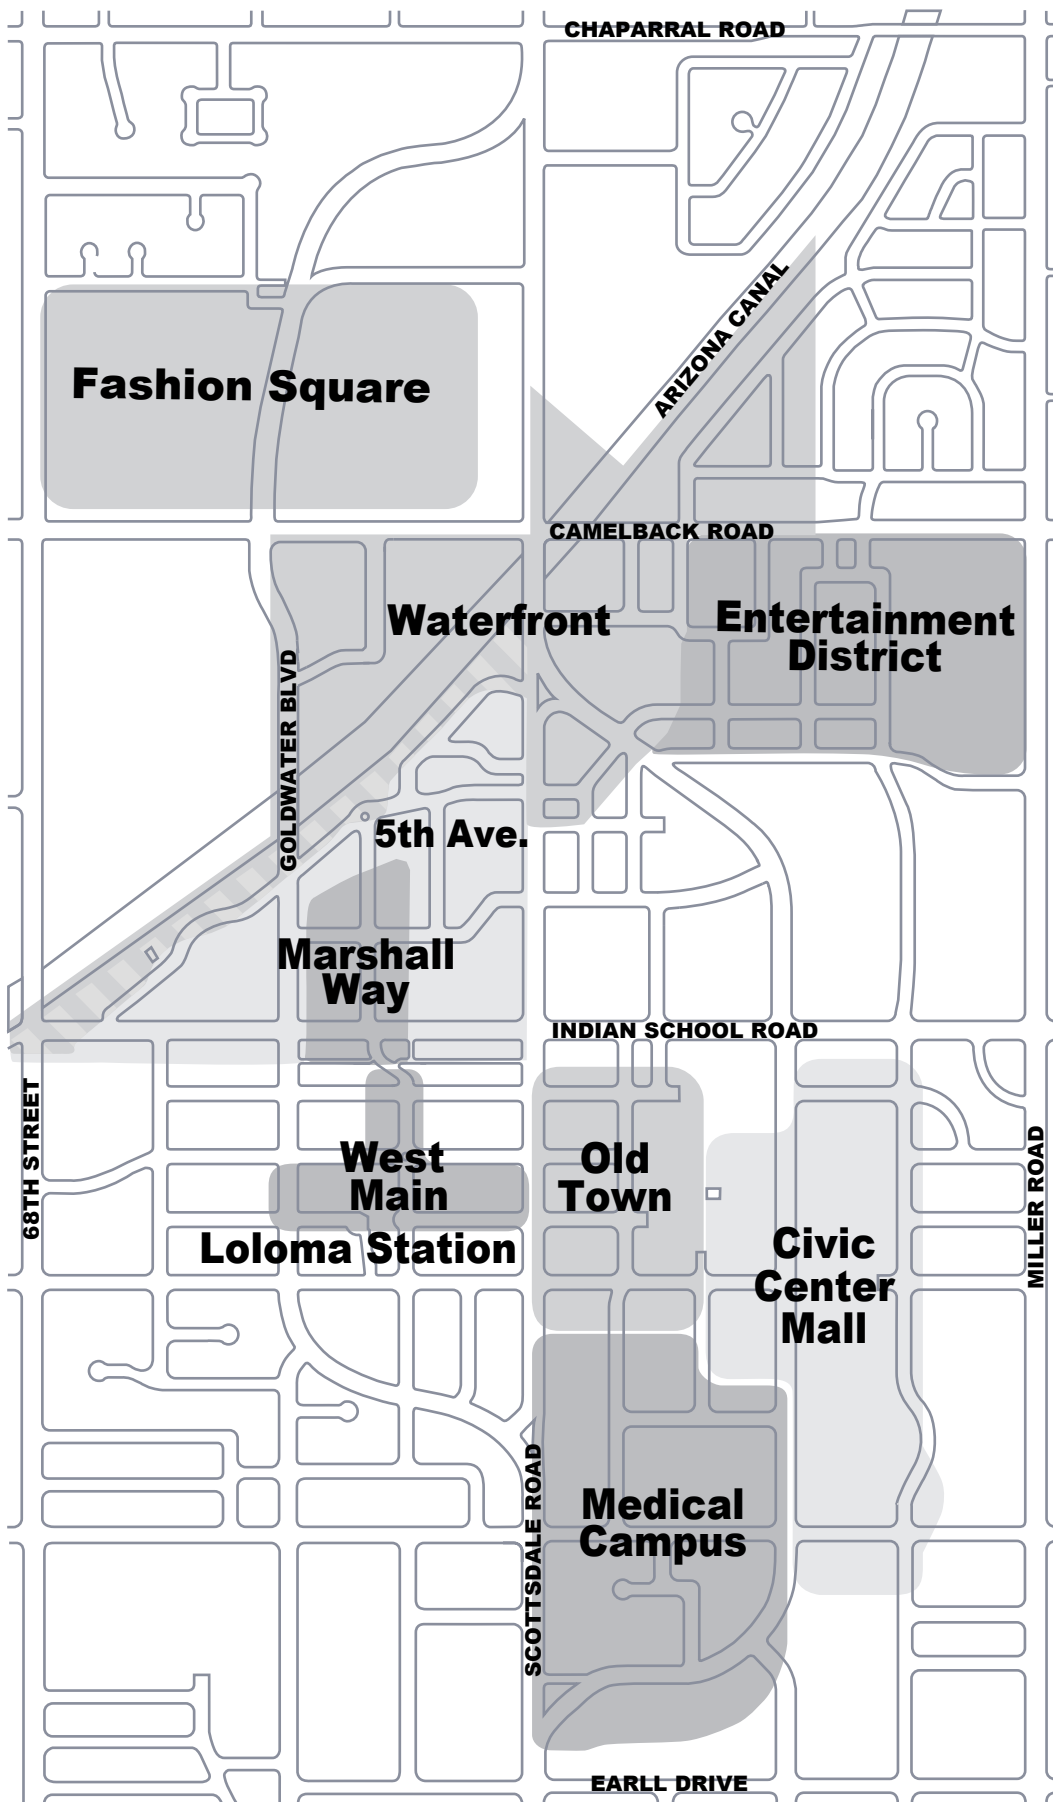 CHAPARRAL ROAD
ARIZONA CANAL
Fashion Square
CAMELBACK ROAD
Waterfront
Entertainment
District
GOLDWATER BLVD
5th Ave.
Marshall
Way
INDIAN SCHOOL ROAD
68TH STREET
West
Main
Old
Town
MILLER ROAD
Loloma Station
Civic
Center
Mall
SCOTTSDALE ROAD
Medical
Campus
EARLL DRIVE